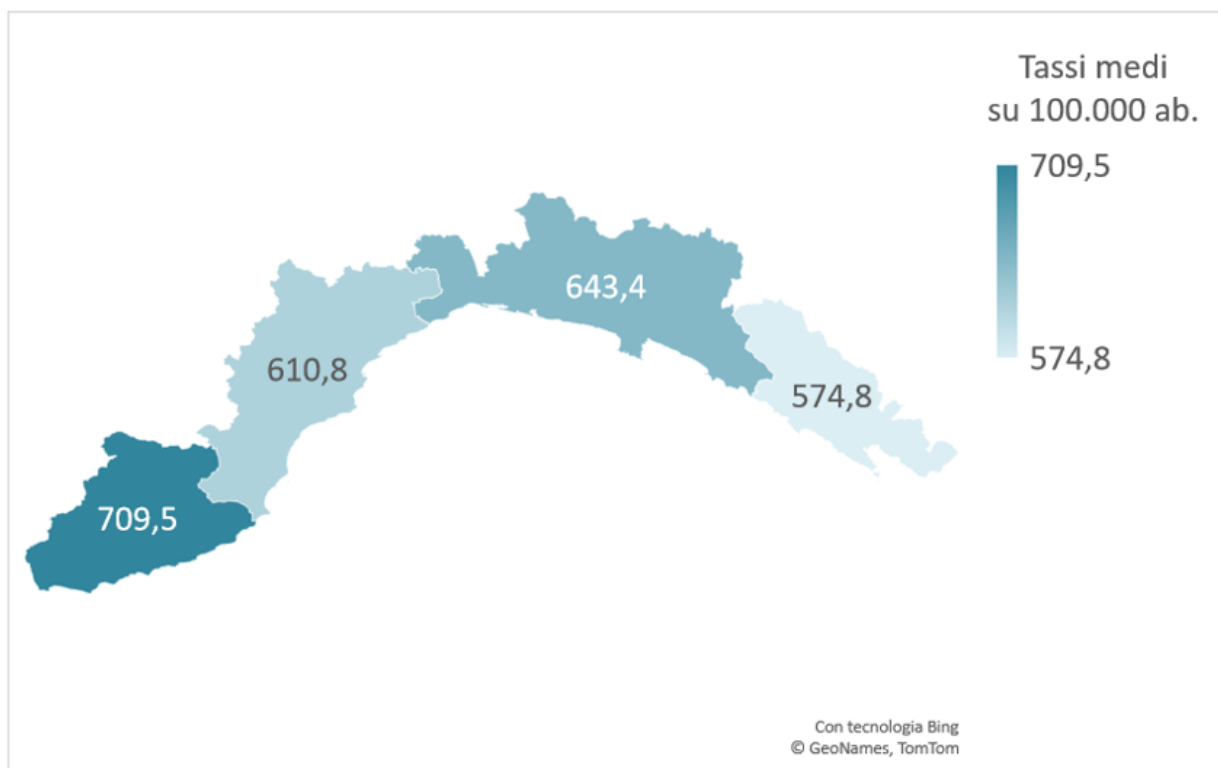 Tassi medi
su 100.000 ab.
709,5
574,8
643,4
610,8
574,8
709,5
Con tecnologia Bing
© GeoNames, TomTom